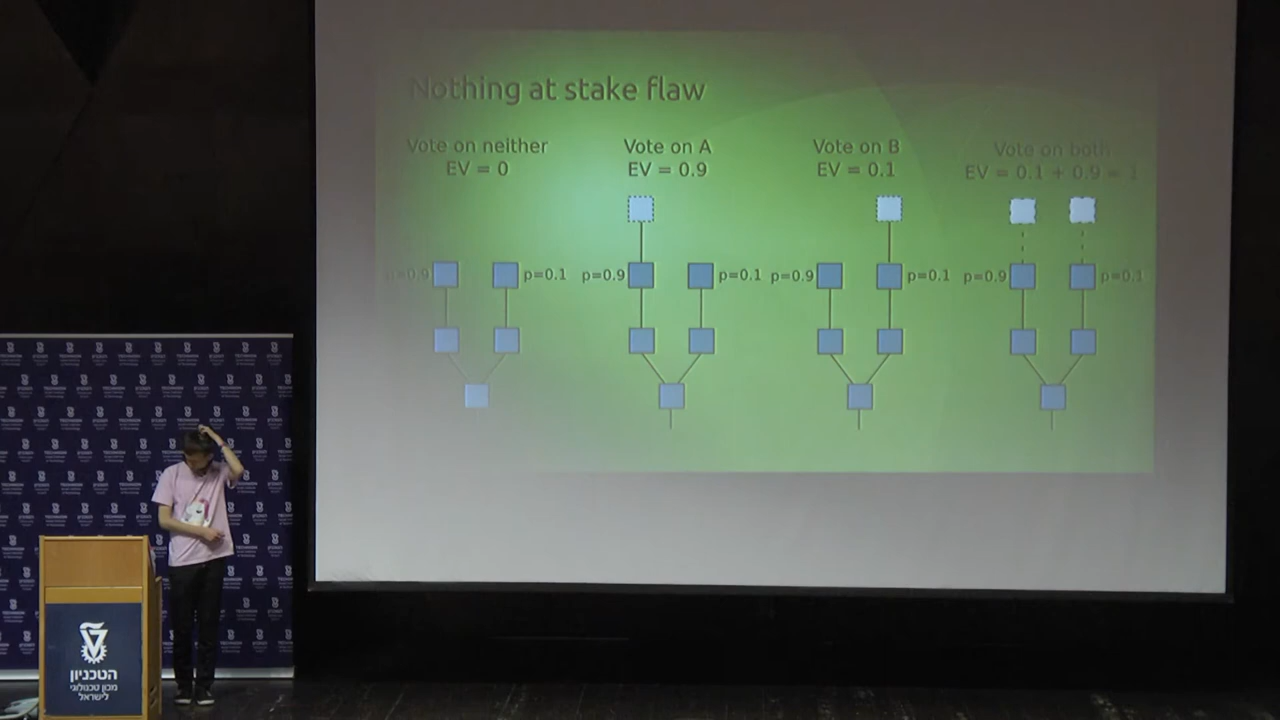 Nothing at stake flaw
Vote on neither
EV = 0
Vote on A
EV = 0.9
Vote on B
EV = 0.1
Vote on both
EV = 0.1 + 0.9 = 1
p=0.9
p=0.1
p=0.9
p=0.1
p=0.9
p=0.1
p=0.9
p=0.1
הטכניון
מכון טכנולוגי
לישראל